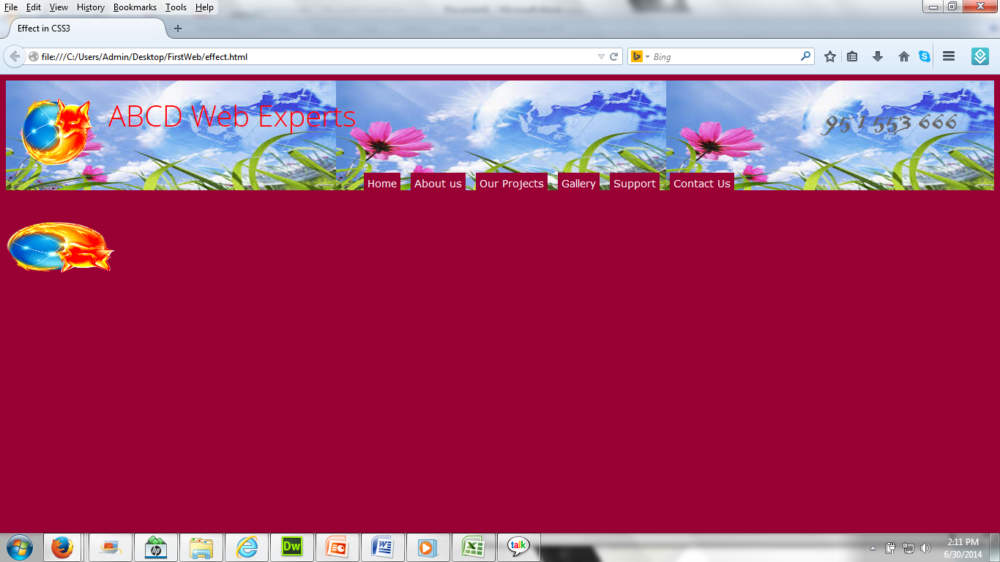 File Edit View History Bookmarks Tools Help
Effect in CSS3
file:///C:/Users/Admin/Desktop/FirstWeb/effect.html
Bing
ABCD Web Experts
951 553 666
Home About us Our Projects Gallery Support Contact Us
hp Dw talk
2:11 PM
6/30/2014